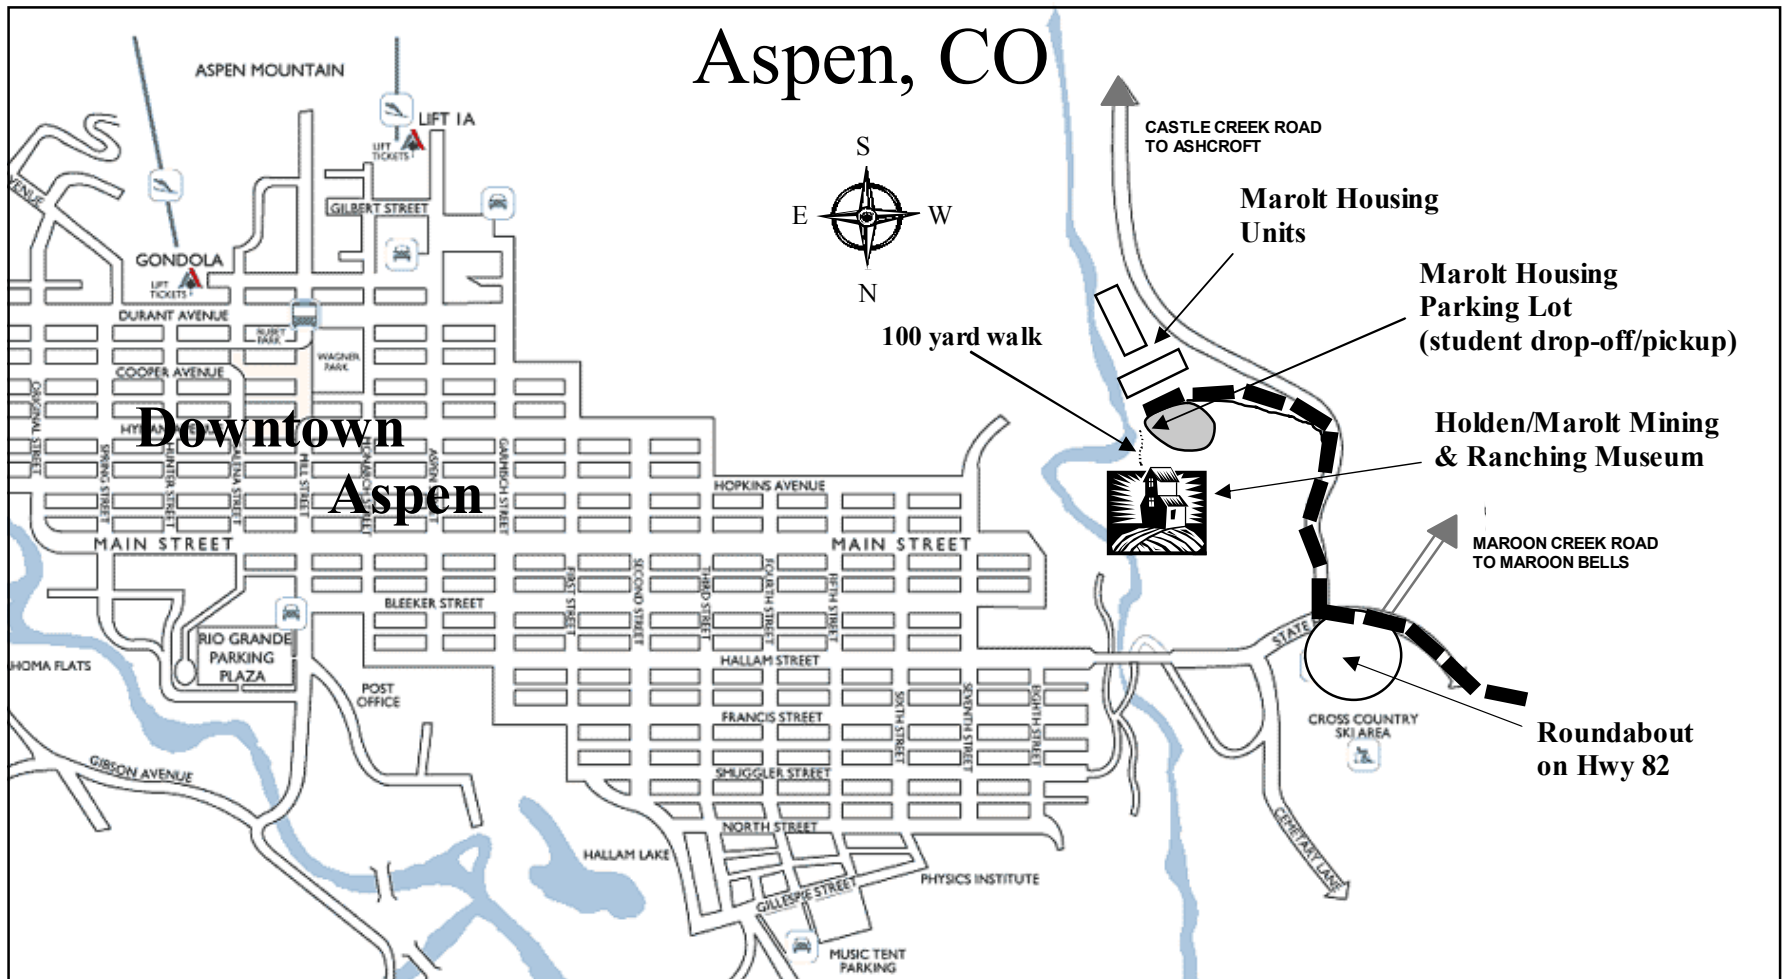 Aspen, CO
ASPEN MOUNTAIN
LIFT 1A
LIFT
TICKETS
GILBERT STREET
GONDOLA
LIFT
TICKETS
DURANT AVENUE
RUBEY
PARK
WAGNER
PARK
COOPER AVENUE
Downtown
Aspen
ORIGINAL STREET
SPRING STREET
HUNTER STREET
MILL STREET
GARMISCH STREET
MAIN STREET
MAIN STREET
HOPKINS AVENUE
BLEEKER STREET
FIRST STREET
SECOND STREET
THIRD STREET
FOURTH STREET
FIFTH STREET
HALLAM STREET
RIO GRANDE
PARKING
PLAZA
POST
OFFICE
FRANCIS STREET
SIXTH STREET
SEVENTH STREET
EIGHTH STREET
SMUGGLER STREET
NORTH STREET
GIBSON AVENUE
HALLAM LAKE
GILLESPIE STREET
PHYSICS INSTITUTE
MUSIC TENT
PARKING
S
E
W
N
CASTLE CREEK ROAD
TO ASHCROFT
Marolt Housing
Units
Marolt Housing
Parking Lot
(student drop-off/pickup)
100 yard walk
Holden/Marolt Mining
& Ranching Museum
MAROON CREEK ROAD
TO MAROON BELLS
STATE
CROSS COUNTRY
SKI AREA
Roundabout
on Hwy 82
CEMETARY LANE